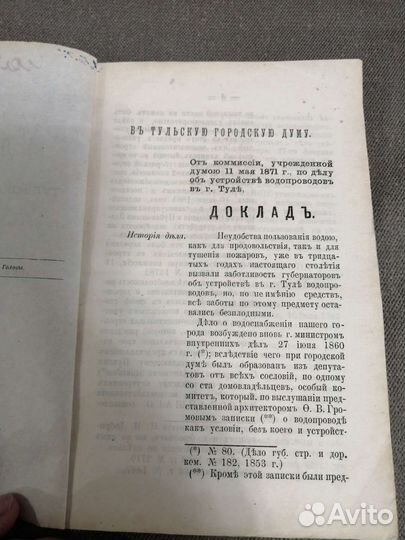 ВЪ ТУЛЬСКУЮ ГОРОДСКУЮ ДУМУ.
Отъ коммиссіи, учрежденной
думою 11 мая 1871 г., по дѣлу
объ устройствѣ водопроводовъ
въ г. Тулѣ,
ДОКЛАДЪ.
Исторія дѣла. Неудобства пользованія водою,
какъ для продовольствія, такъ и для
тушенія пожаровъ, уже въ тридца-
тыхъ годахъ настоящаго столѣтія
вызвали заботливость губернаторовъ
объ устройствѣ въ г. Тулѣ водопро-
водовъ, но, по неимѣнію средствъ,
всѣ заботы по этому предмету оста-
вались безплодными.
Дѣло о водоснабженіи нашего го-
рода возбуждено вновь г. министромъ
внутреннихъ дѣлъ 27 іюня 1860
г. (*); вслѣдствіе чего при городской
думѣ былъ образованъ изъ депута-
товъ отъ всѣхъ сословій, по одному
со ста домовладѣльцевъ, особый ко-
митетъ, который, по выслушаніи пред-
ставленной архитекторомъ Ѳ. В. Гро-
мовымъ записки (**) о водопроводѣ
какъ условіи, безъ коего и устройст-
(*) № 80. (Дѣло губ. стр. и дор.
ком. № 182, 1853 г.)
(**) Кромѣ этой записки были пред-
Голоса.
Avito